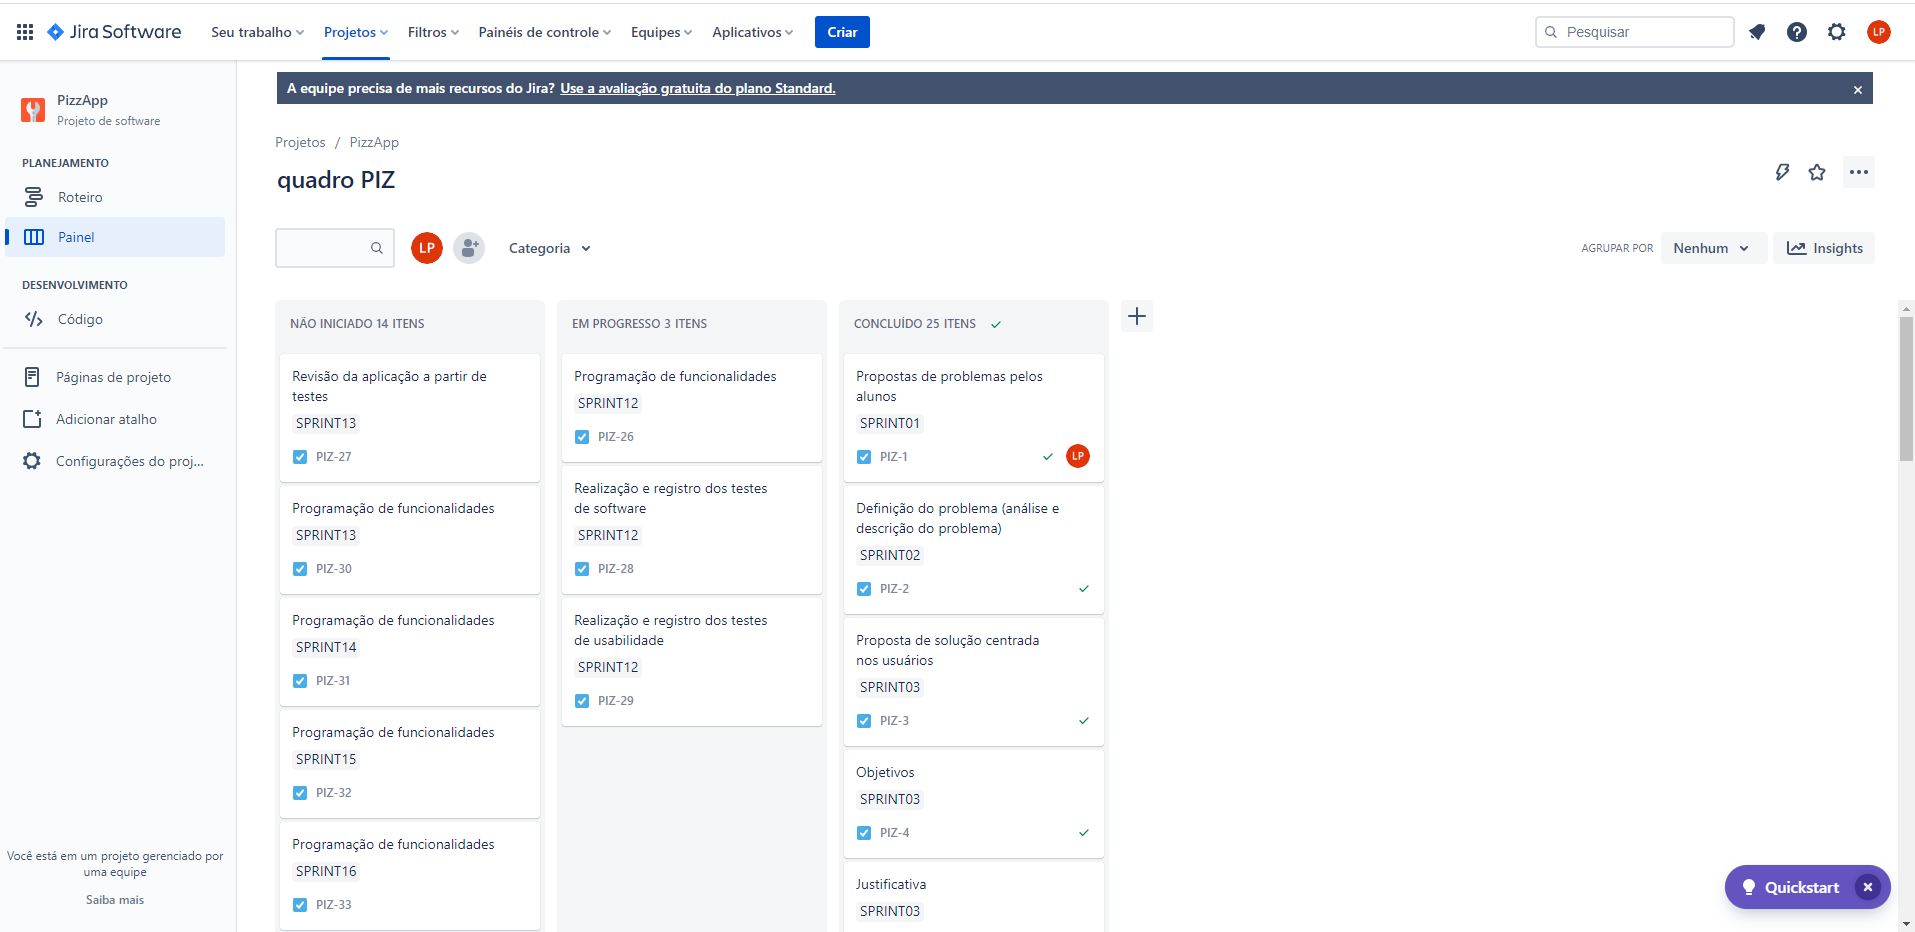 Jira Software
Seu trabalho
Projetos
Filtros
Painéis de controle
Equipes
Aplicativos
Criar
Pesquisar
LP
PizzApp
Projeto de software
PLANEJAMENTO
Roteiro
Painel
DESENVOLVIMENTO
Código
Páginas de projeto
Adicionar atalho
Configurações do proj...
Você está em um projeto gerenciado por
uma equipe
Saiba mais
A equipe precisa de mais recursos do Jira? Use a avaliação gratuita do plano Standard.
Projetos / PizzApp
quadro PIZ
LP
Categoria
AGRUPAR POR
Nenhum
Insights
NÃO INICIADO 14 ITENS
Revisão da aplicação a partir de
testes
SPRINT13
PIZ-27
Programação de funcionalidades
SPRINT13
PIZ-30
Programação de funcionalidades
SPRINT14
PIZ-31
Programação de funcionalidades
SPRINT15
PIZ-32
Programação de funcionalidades
SPRINT16
PIZ-33
EM PROGRESSO 3 ITENS
Programação de funcionalidades
SPRINT12
PIZ-26
Realização e registro dos testes
de software
SPRINT12
PIZ-28
Realização e registro dos testes
de usabilidade
SPRINT12
PIZ-29
CONCLUÍDO 25 ITENS
Propostas de problemas pelos
alunos
SPRINT01
PIZ-1
LP
Definição do problema (análise e
descrição do problema)
SPRINT02
PIZ-2
Proposta de solução centrada
nos usuários
SPRINT03
PIZ-3
Objetivos
SPRINT03
PIZ-4
Justificativa
SPRINT03
Quickstart